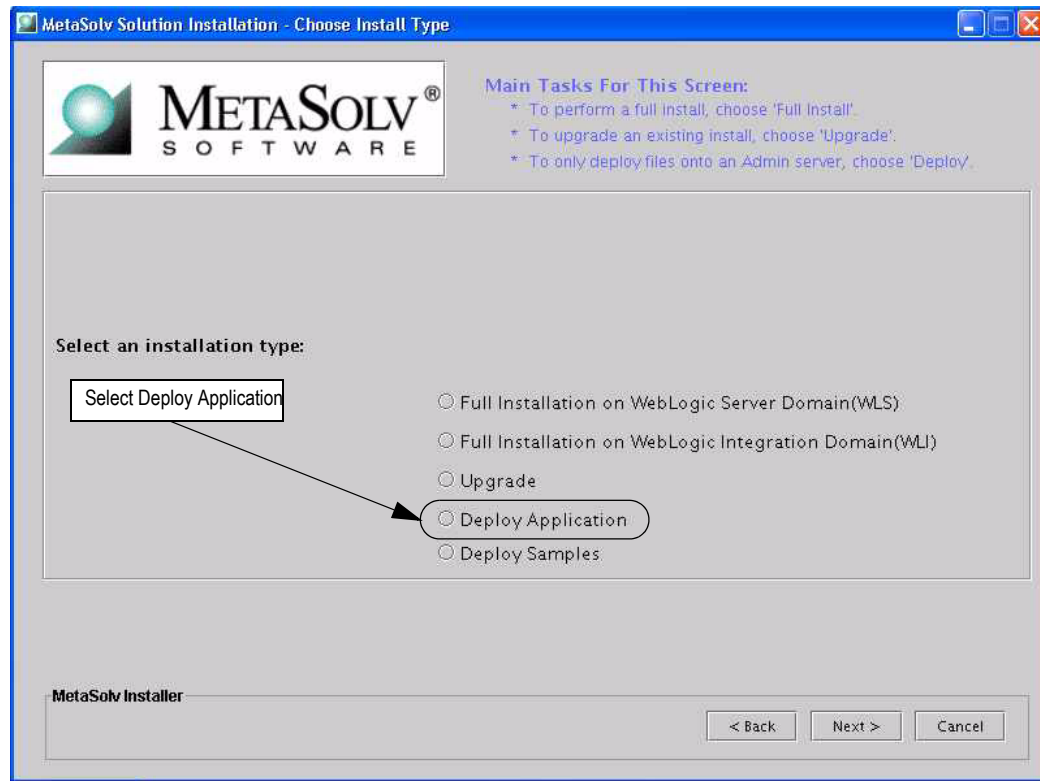 MetaSolv Solution Installation - Choose Install Type
METASOLV®
SOFTWARE
Main Tasks For This Screen:
* To perform a full install, choose 'Full Install'.
* To upgrade an existing install, choose 'Upgrade'.
* To only deploy files onto an Admin server, choose 'Deploy'.
Select an installation type:
Select Deploy Application
Full Installation on WebLogic Server Domain(WLS)
Full Installation on WebLogic Integration Domain(WLI)
Upgrade
Deploy Application
Deploy Samples
MetaSolv Installer
< Back
Next >
Cancel